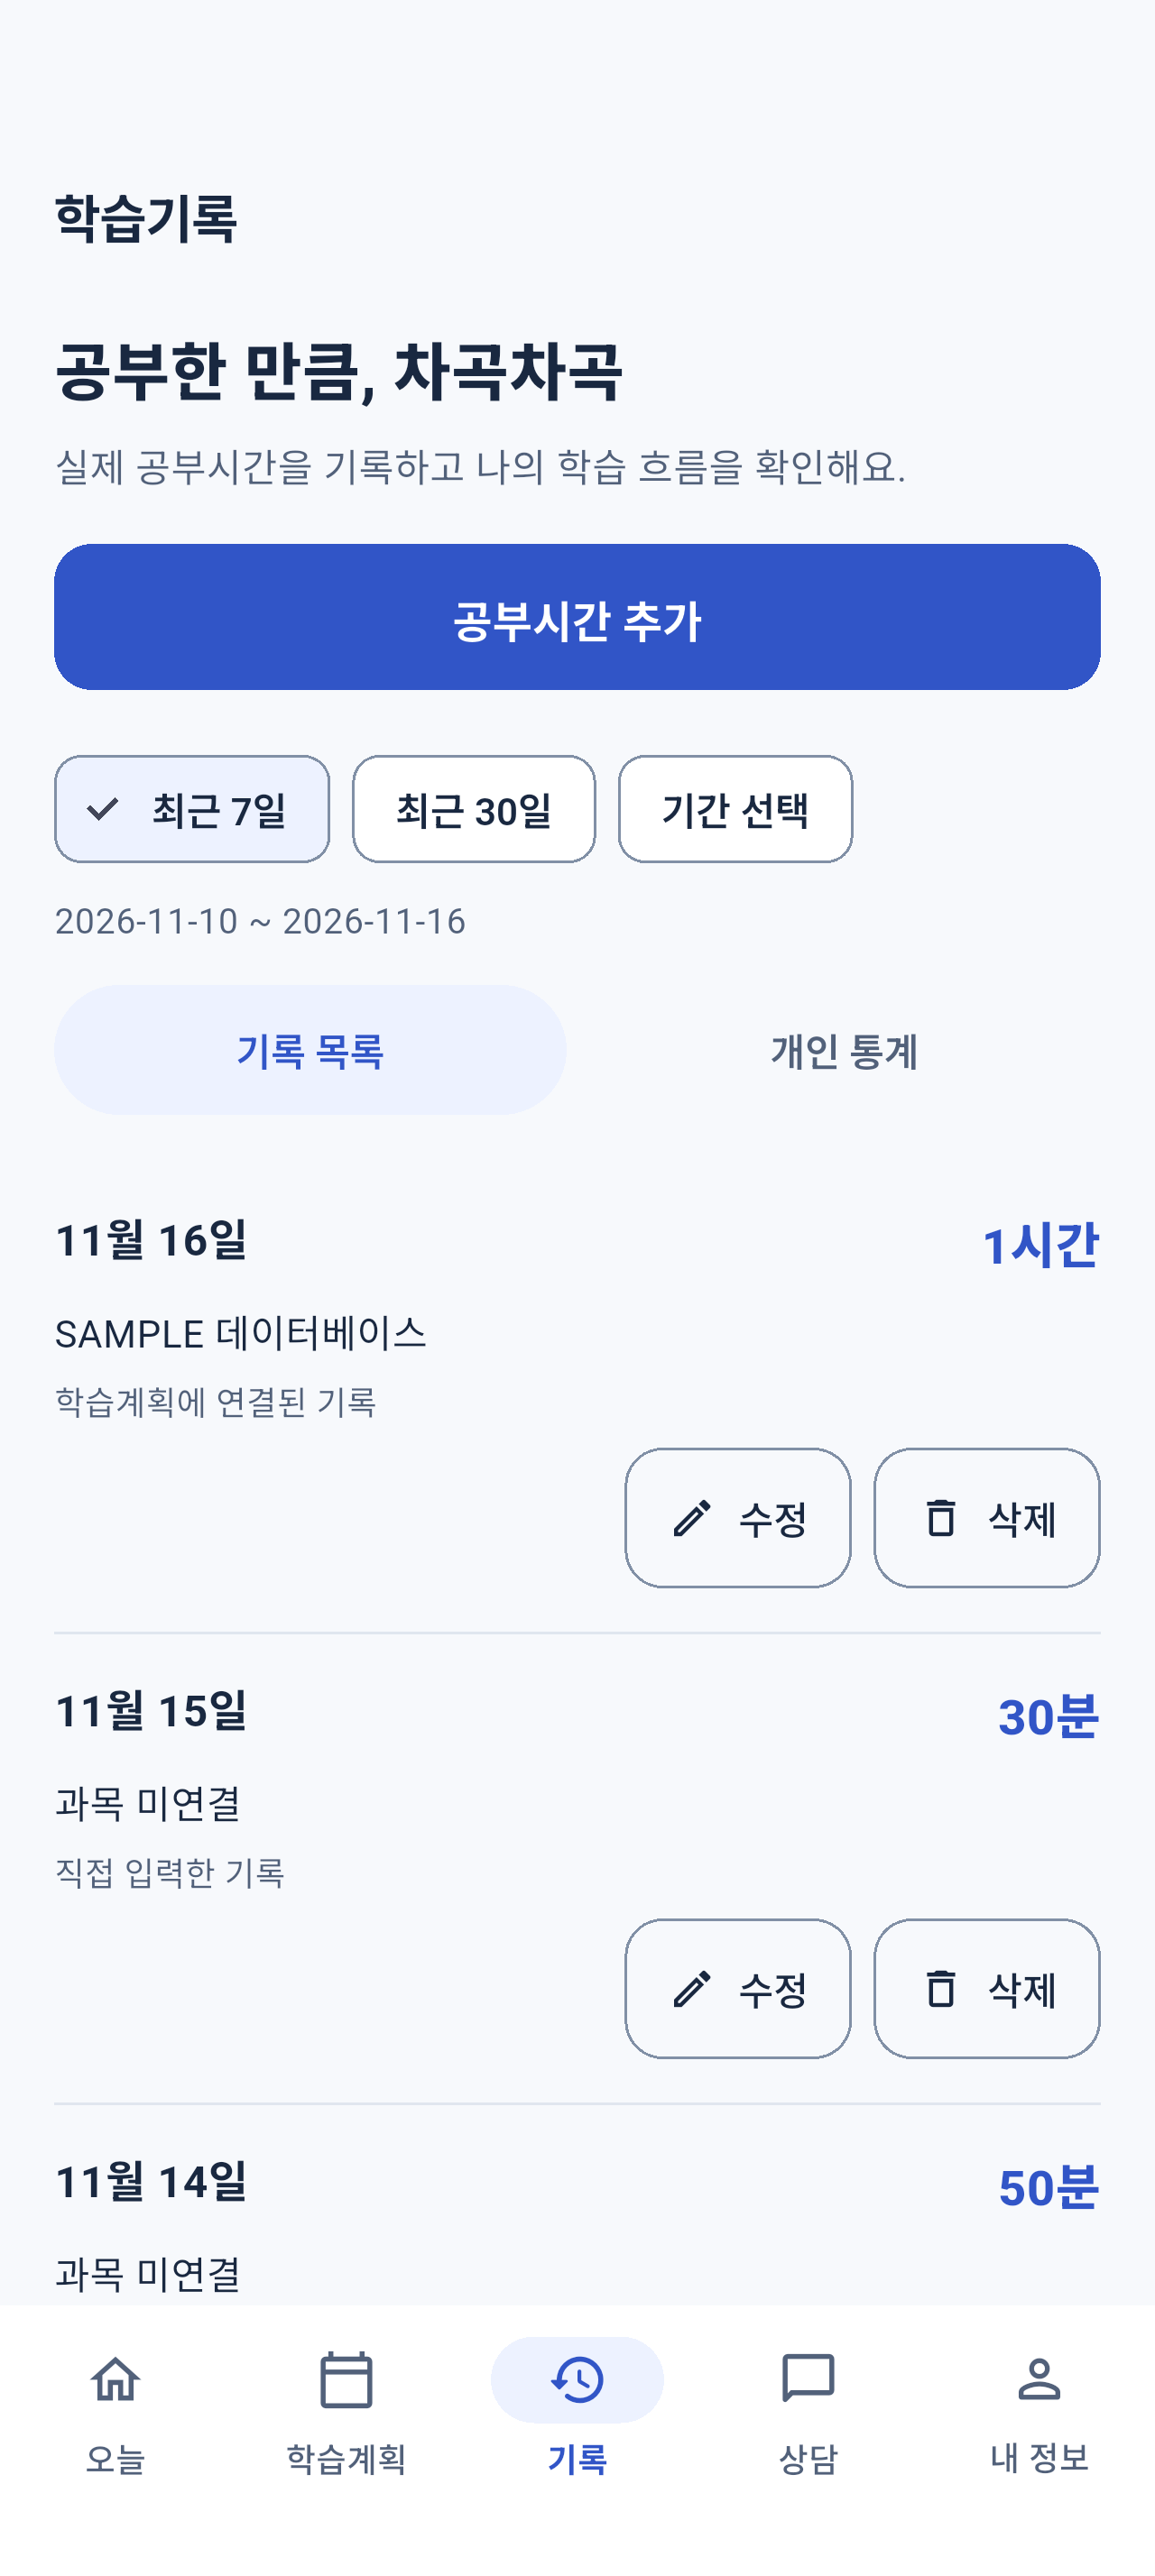 학습기록
공부한 만큼, 차곡차곡
실제 공부시간을 기록하고 나의 학습 흐름을 확인해요.
공부시간 추가
최근 7일
최근 30일
기간 선택
2026-11-10 ~ 2026-11-16
기록 목록
개인 통계
11월 16일
1시간
SAMPLE 데이터베이스
학습계획에 연결된 기록
수정
삭제
11월 15일
30분
과목 미연결
직접 입력한 기록
수정
삭제
11월 14일
50분
과목 미연결
오늘
학습계획
기록
상담
내 정보